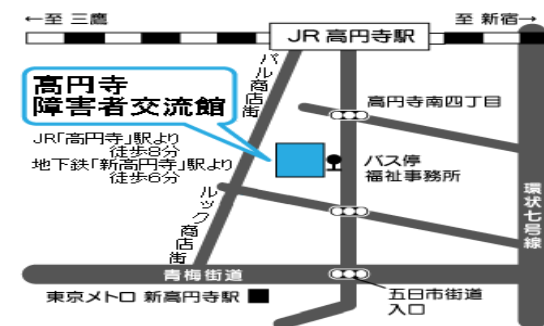 ←至 三鷹
至 新宿→
JR 高円寺駅
パル商店街
高円寺
障害者交流館
高円寺南四丁目
JR「高円寺」駅より
徒歩8分
地下鉄「新高円寺」駅より
徒歩6分
バス停
福祉事務所
ルック商店街
環状七号線
青梅街道
東京メトロ 新高円寺駅
五日市街道
入口